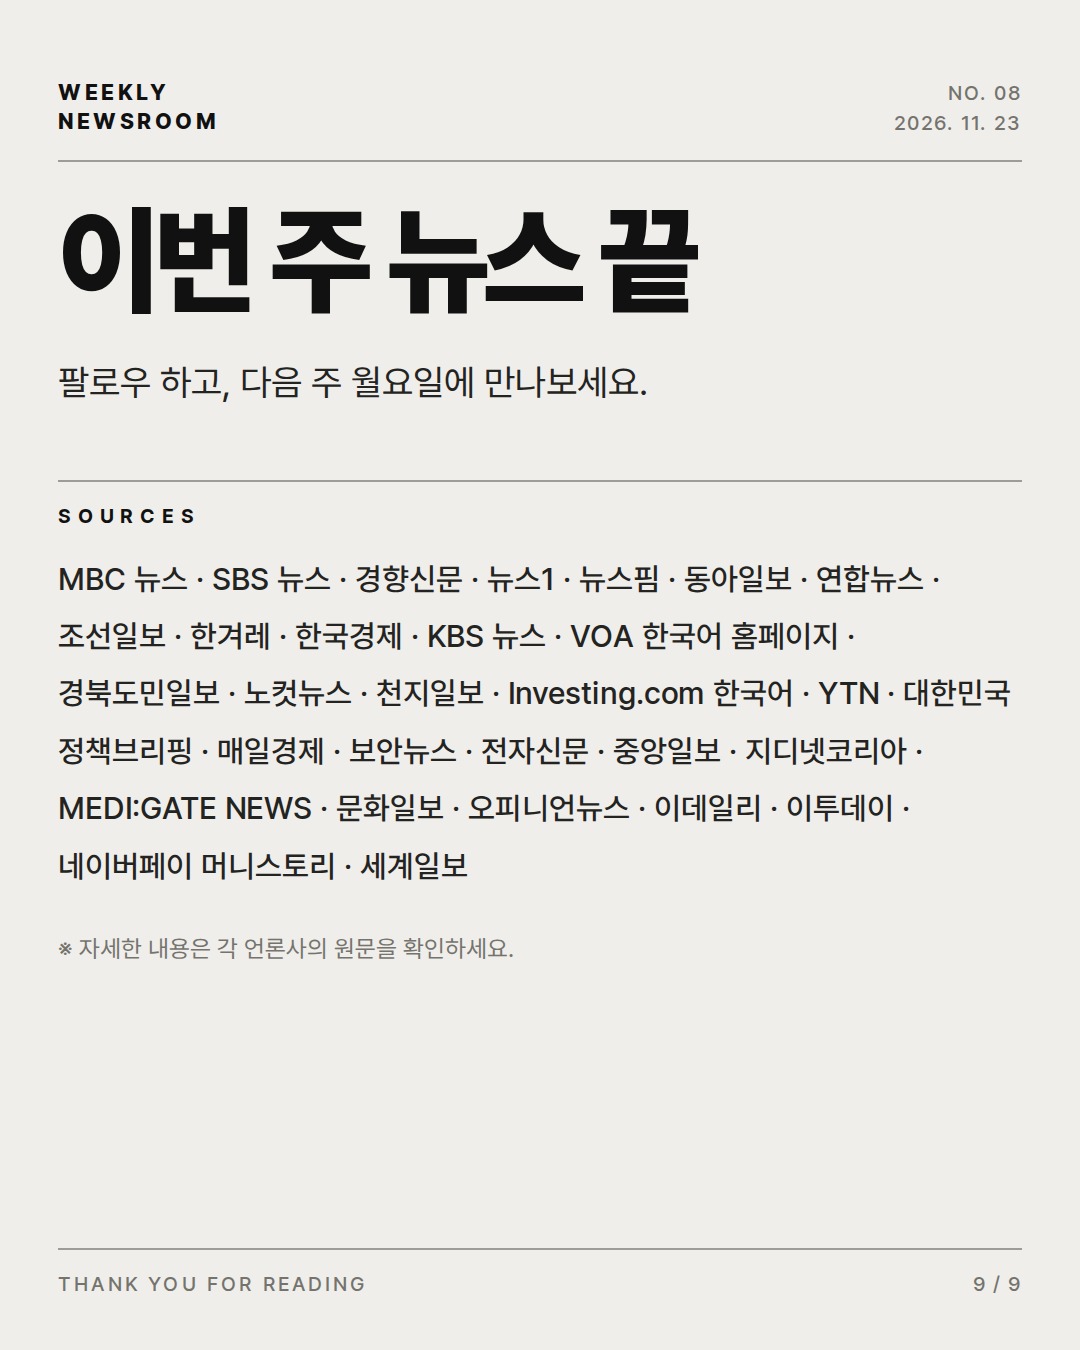 WEEKLY
NEWSROOM
NO. 08
2026. 11. 23
이번 주 뉴스 끝
팔로우 하고, 다음 주 월요일에 만나보세요.
SOURCES
MBC 뉴스 · SBS 뉴스 · 경향신문 · 뉴스1 · 뉴스핌 · 동아일보 · 연합뉴스 ·
조선일보 · 한겨레 · 한국경제 · KBS 뉴스 · VOA 한국어 홈페이지 ·
경북도민일보 · 노컷뉴스 · 천지일보 · Investing.com 한국어 · YTN · 대한민국
정책브리핑 · 매일경제 · 보안뉴스 · 전자신문 · 중앙일보 · 지디넷코리아 ·
MEDI:GATE NEWS · 문화일보 · 오피니언뉴스 · 이데일리 · 이투데이 ·
네이버페이 머니스토리 · 세계일보
※ 자세한 내용은 각 언론사의 원문을 확인하세요.
THANK YOU FOR READING
9 / 9